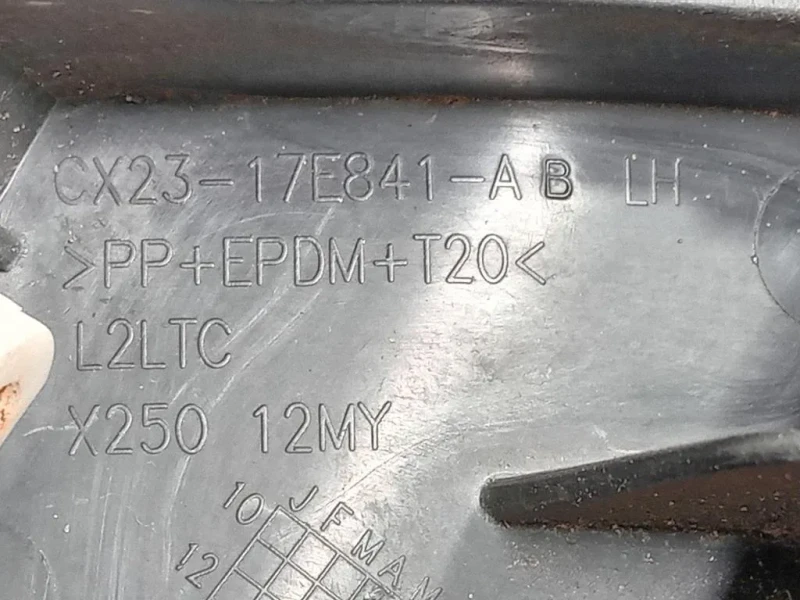 CX23-17E841-AB LH
>PP+EPDM+T20<
L2LTC
X250 12MY
10 J F M A M
12